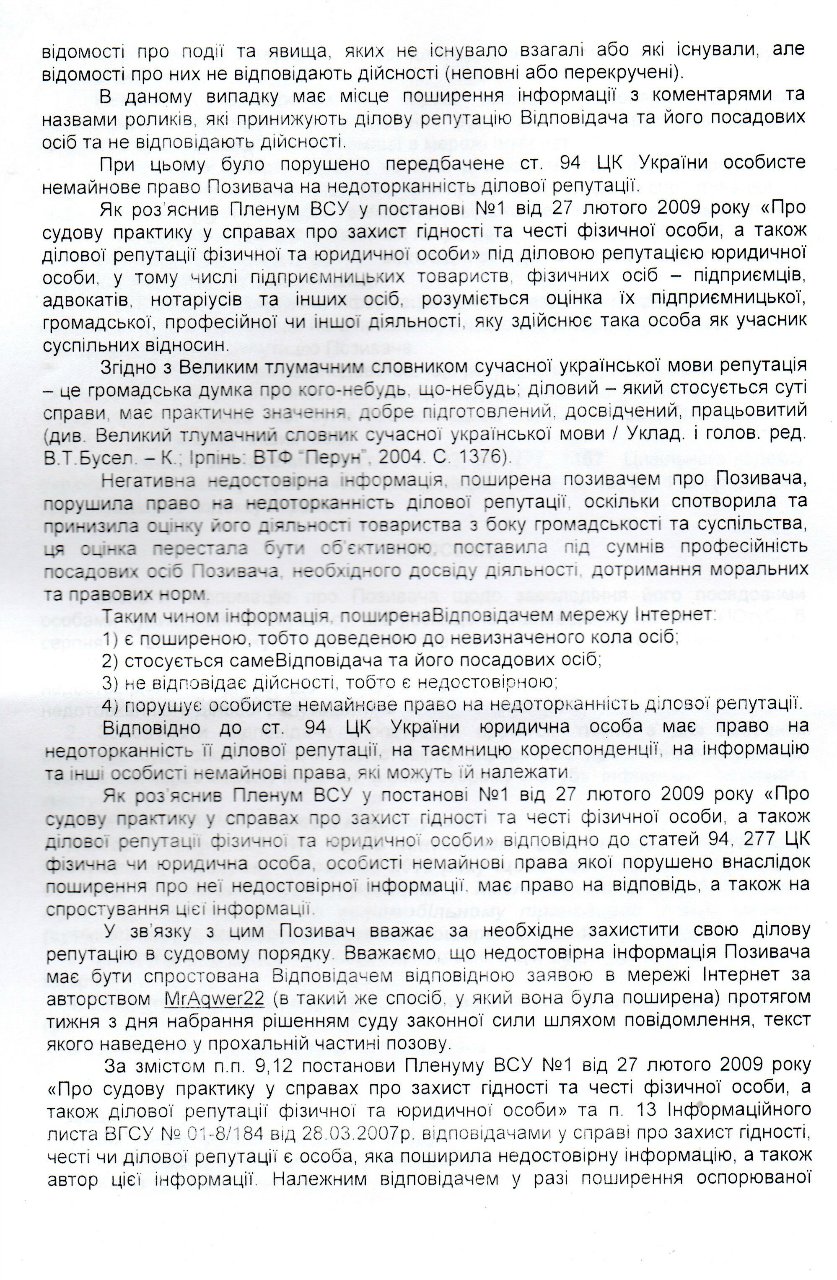 відомості про події та явища, яких не існувало взагалі або які існували, але
відомості про них не відповідають дійсності (неповні або перекручені).
В даному випадку має місце поширення інформації з коментарями та
назвами роликів, які принижують ділову репутацію Відповідача та його посадових
осіб та не відповідають дійсності.
При цьому було порушено передбачене ст. 94 ЦК України особисте
немайнове право Позивача на недоторканність ділової репутації.
Як роз'яснив Пленум ВСУ у постанові №1 від 27 лютого 2009 року «Про
судову практику у справах про захист гідності та честі фізичної особи, а також
ділової репутації фізичної та юридичної особи» під діловою репутацією юридичної
особи, у тому числі підприємницьких товариств, фізичних осіб – підприємців,
адвокатів, нотаріусів та інших осіб, розуміється оцінка їх підприємницької,
громадської, професійної чи іншої діяльності, яку здійснює така особа як учасник
суспільних відносин.
Згідно з Великим тлумачним словником сучасної української мови репутація
– це громадська думка про кого-небудь, що-небудь; діловий – який стосується суті
справи, має практичне значення, добре підготовлений, досвідчений, працьовитий
(див. Великий тлумачний словник сучасної української мови / Уклад. і голов. ред.
В.Т.Бусел. – К.; Ірпінь: ВТФ "Перун", 2004. С. 1376).
Негативна недостовірна інформація, поширена позивачем про Позивача,
порушила право на недоторканність ділової репутації, оскільки спотворила та
принизила оцінку його діяльності товариства з боку громадськості та суспільства,
ця оцінка перестала бути об'єктивною, поставила під сумнів професійність
посадових осіб Позивача, необхідного досвіду діяльності, дотримання моральних
та правових норм.
Таким чином інформація, поширенаВідповідачем мережу Інтернет:
1) є поширеною, тобто доведеною до невизначеного кола осіб;
2) стосується самеВідповідача та його посадових осіб;
3) не відповідає дійсності, тобто є недостовірною;
4) порушує особисте немайнове право на недоторканність ділової репутації.
Відповідно до ст. 94 ЦК України юридична особа має право на
недоторканність її ділової репутації, на таємницю кореспонденції, на інформацію
та інші особисті немайнові права, які можуть їй належати.
Як роз'яснив Пленум ВСУ у постанові №1 від 27 лютого 2009 року «Про
судову практику у справах про захист гідності та честі фізичної особи, а також
ділової репутації фізичної та юридичної особи» відповідно до статей 94, 277 ЦК
фізична чи юридична особа, особисті немайнові права якої порушено внаслідок
поширення про неї недостовірної інформації, має право на відповідь, а також на
спростування цієї інформації.
У зв'язку з цим Позивач вважає за необхідне захистити свою ділову
репутацію в судовому порядку. Вважаємо, що недостовірна інформація Позивача
має бути спростована Відповідачем відповідною заявою в мережі Інтернет за
авторством MrAqwer22 (в такий же спосіб, у який вона була поширена) протягом
тижня з дня набрання рішенням суду законної сили шляхом повідомлення, текст
якого наведено у прохальній частині позову.
За змістом п.п. 9,12 постанови Пленуму ВСУ №1 від 27 лютого 2009 року
«Про судову практику у справах про захист гідності та честі фізичної особи, а
також ділової репутації фізичної та юридичної особи» та п. 13 Інформаційного
листа ВГСУ № 01-8/184 від 28.03.2007р. відповідачами у справі про захист гідності,
честі чи ділової репутації є особа, яка поширила недостовірну інформацію, а також
автор цієї інформації. Належним відповідачем у разі поширення оспорюваної